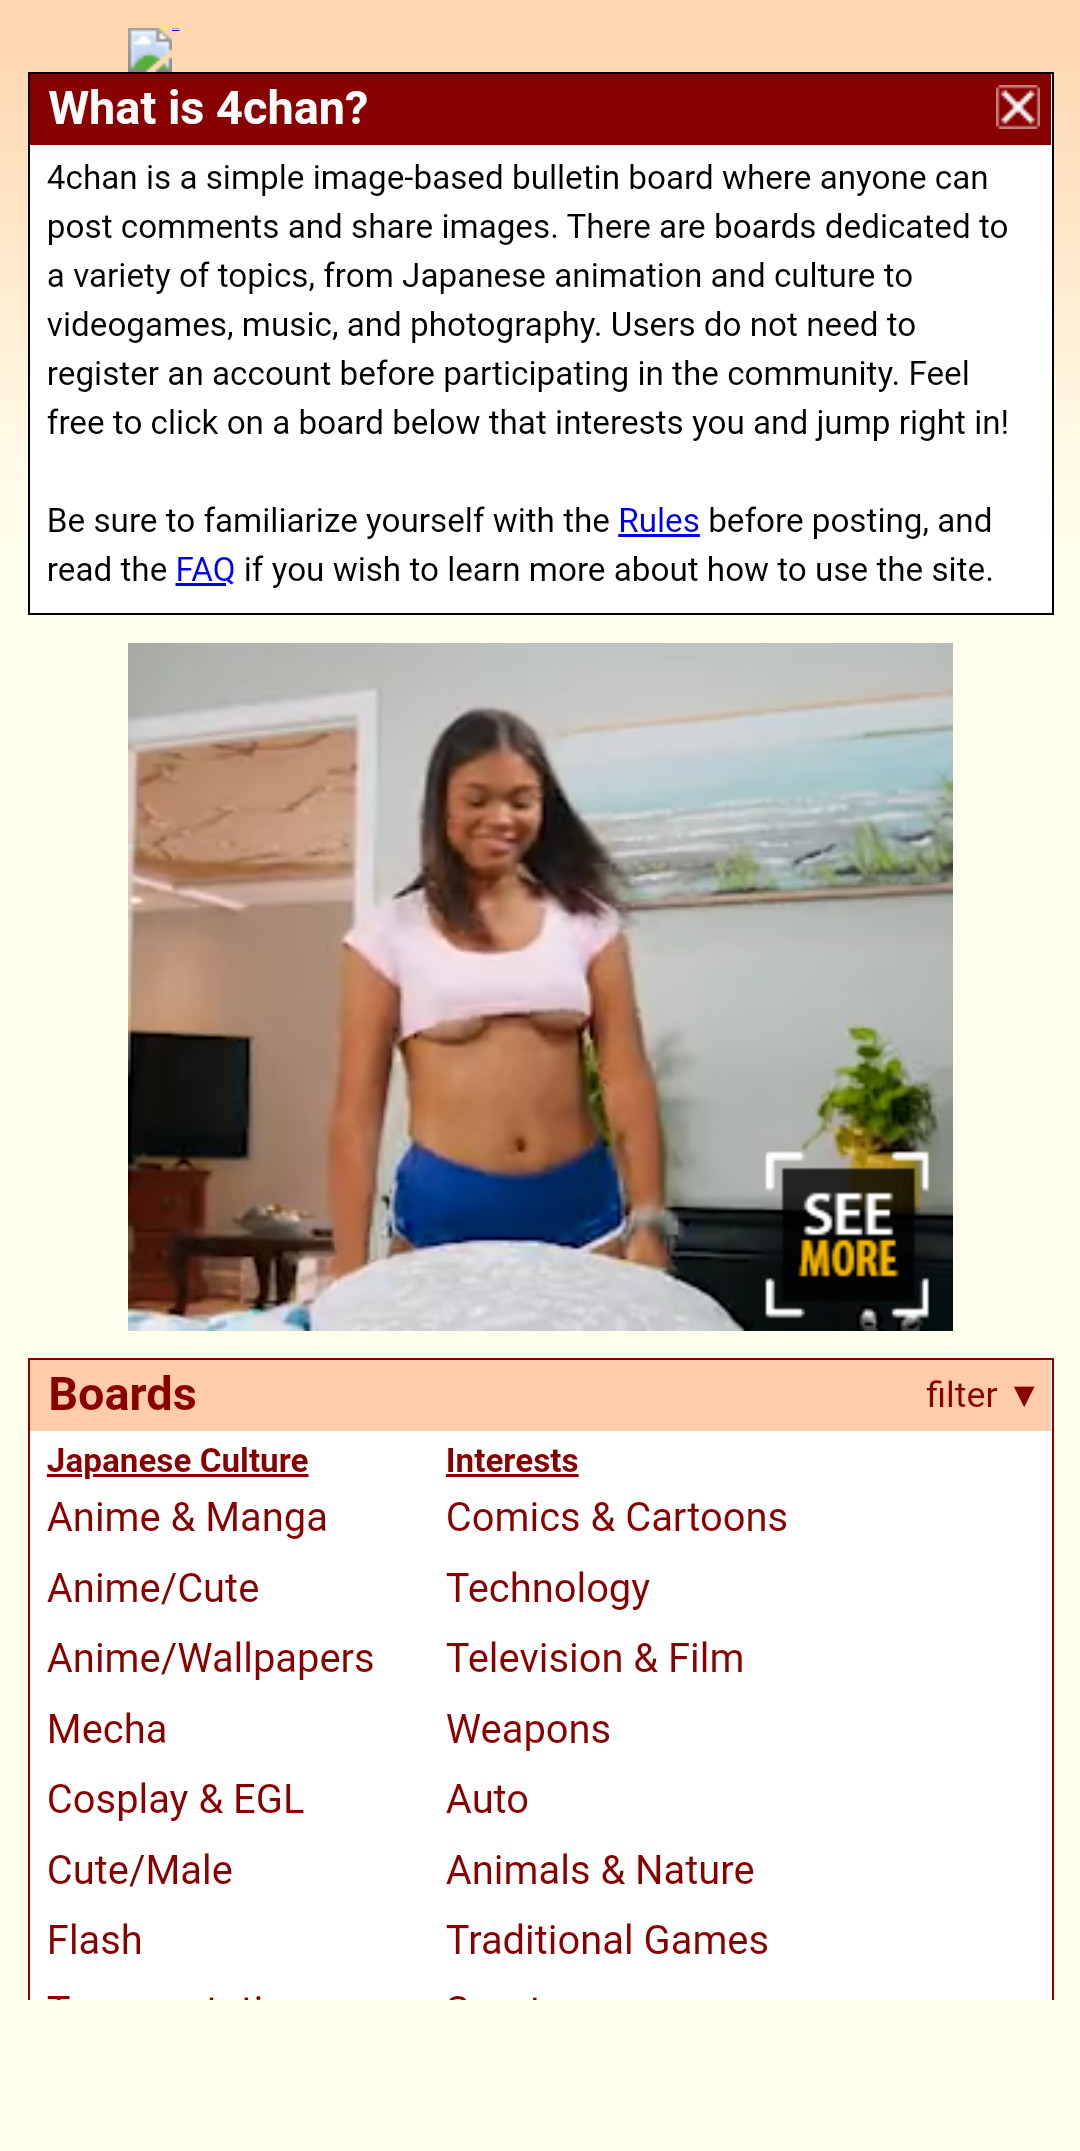 What is 4chan?
4chan is a simple image-based bulletin board where anyone can
post comments and share images. There are boards dedicated to
a variety of topics, from Japanese animation and culture to
videogames, music, and photography. Users do not need to
register an account before participating in the community. Feel
free to click on a board below that interests you and jump right in!
Be sure to familiarize yourself with the Rules before posting, and
read the FAQ if you wish to learn more about how to use the site.
SEE
MORE
Boards
filter ▼
Japanese Culture
Anime & Manga
Anime/Cute
Anime/Wallpapers
Mecha
Cosplay & EGL
Cute/Male
Flash
Interests
Comics & Cartoons
Technology
Television & Film
Weapons
Auto
Animals & Nature
Traditional Games